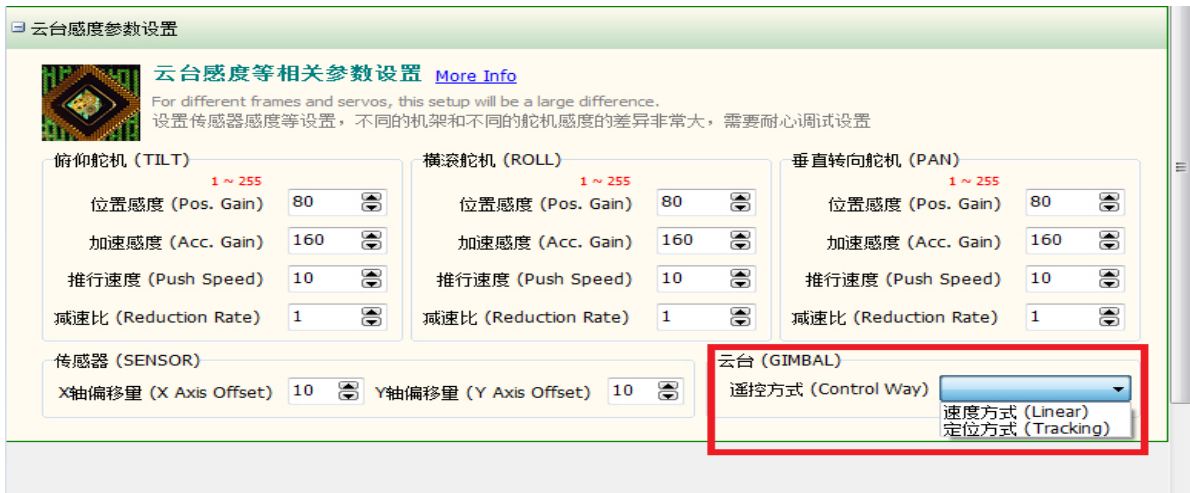 云台感度参数设置
云台感度等相关参数设置 More Info
For different frames and servos, this setup will be a large difference.
设置传感器感度等设置，不同的机架和不同的舵机感度的差异非常大，需要耐心调试设置
俯仰舵机 (TILT)
1 ~ 255
位置感度 (Pos. Gain) 80
加速感度 (Acc. Gain) 160
推行速度 (Push Speed) 10
减速比 (Reduction Rate) 1
横滚舵机 (ROLL)
1 ~ 255
位置感度 (Pos. Gain) 80
加速感度 (Acc. Gain) 160
推行速度 (Push Speed) 10
减速比 (Reduction Rate) 1
垂直转向舵机 (PAN)
1 ~ 255
位置感度 (Pos. Gain) 80
加速感度 (Acc. Gain) 160
推行速度 (Push Speed) 10
减速比 (Reduction Rate) 1
传感器 (SENSOR)
X轴偏移量 (X Axis Offset) 10 Y轴偏移量 (Y Axis Offset) 10
云台 (GIMBAL)
遥控方式 (Control Way)
速度方式 (Linear)
定位方式 (Tracking)